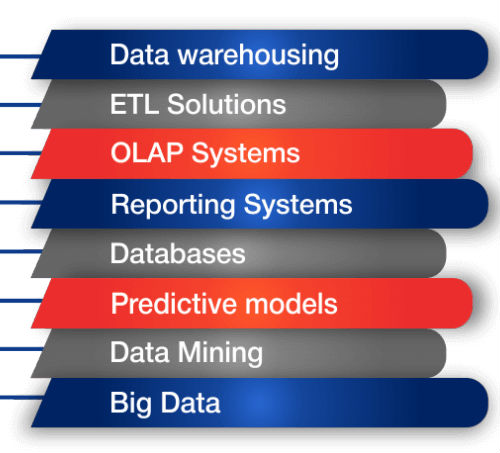 Data warehousing
ETL Solutions
OLAP Systems
Reporting Systems
Databases
Predictive models
Data Mining
Big Data